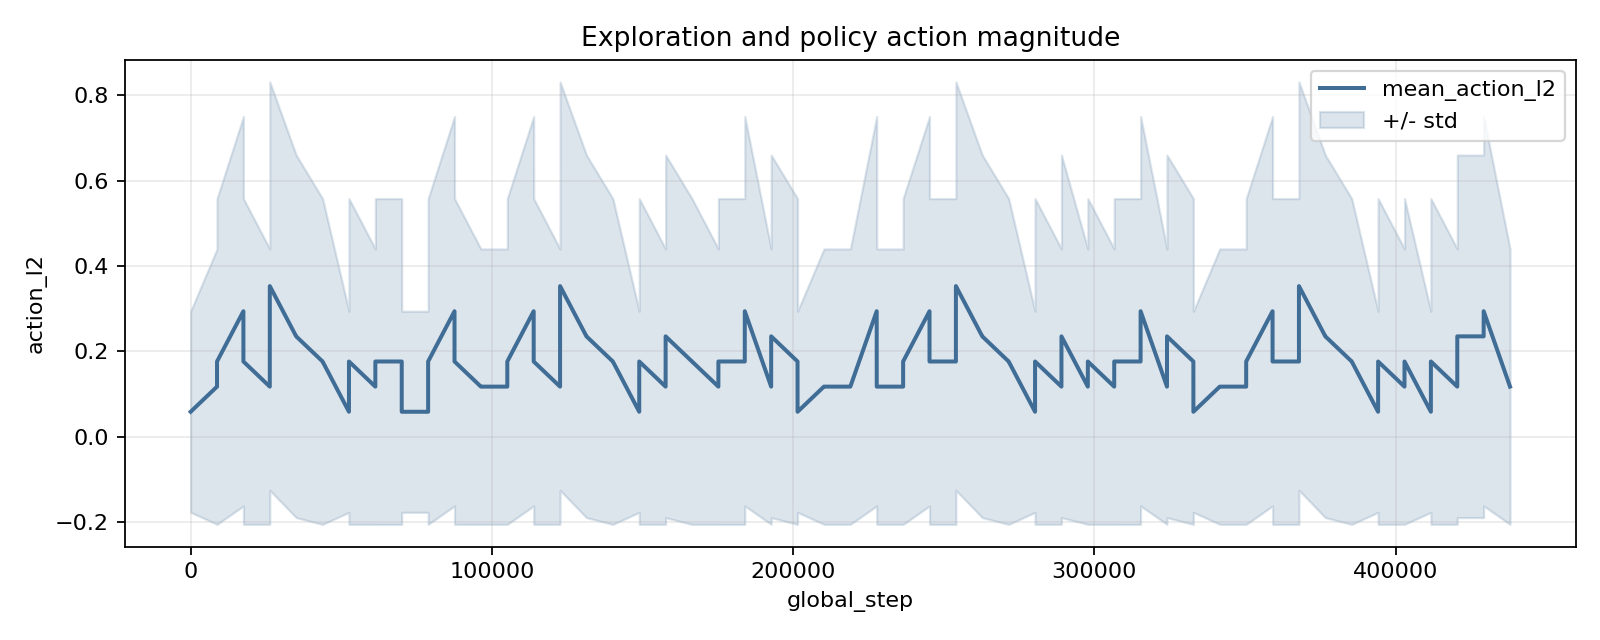 Exploration and policy action magnitude
mean_action_l2
+/- std
action_l2
0.8
0.6
0.4
0.2
0.0
−0.2
0
100000
200000
300000
400000
global_step